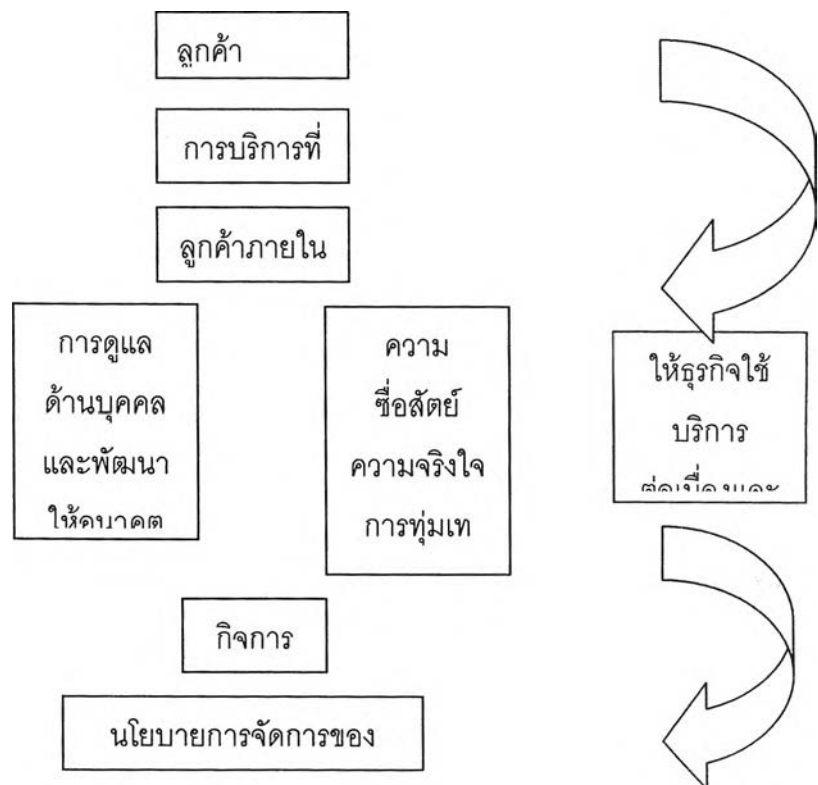 ลูกค้า
การบริการที่
ลูกค้าภายใน
การดูแล
ด้านบุคคล
และพัฒนา
ความ
ซื่อสัตย์
ความจริงใจ
การทุ่มเท
ให้ธุรกิจใช้
บริการ
กิจการ
นโยบายการจัดการของ